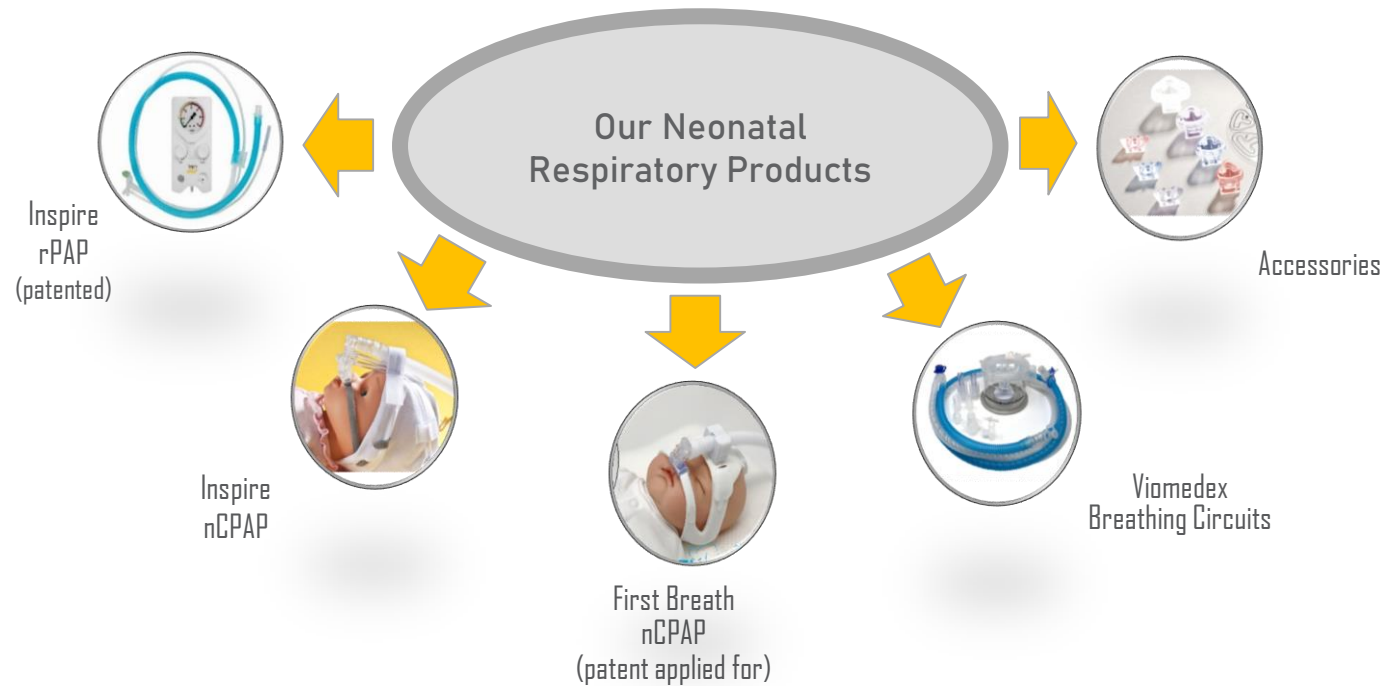 Our Neonatal
Respiratory Products
Inspire
rPAP
(patented)
Inspire
nCPAP
First Breath
nCPAP
(patent applied for)
Viomedex
Breathing Circuits
Accessories